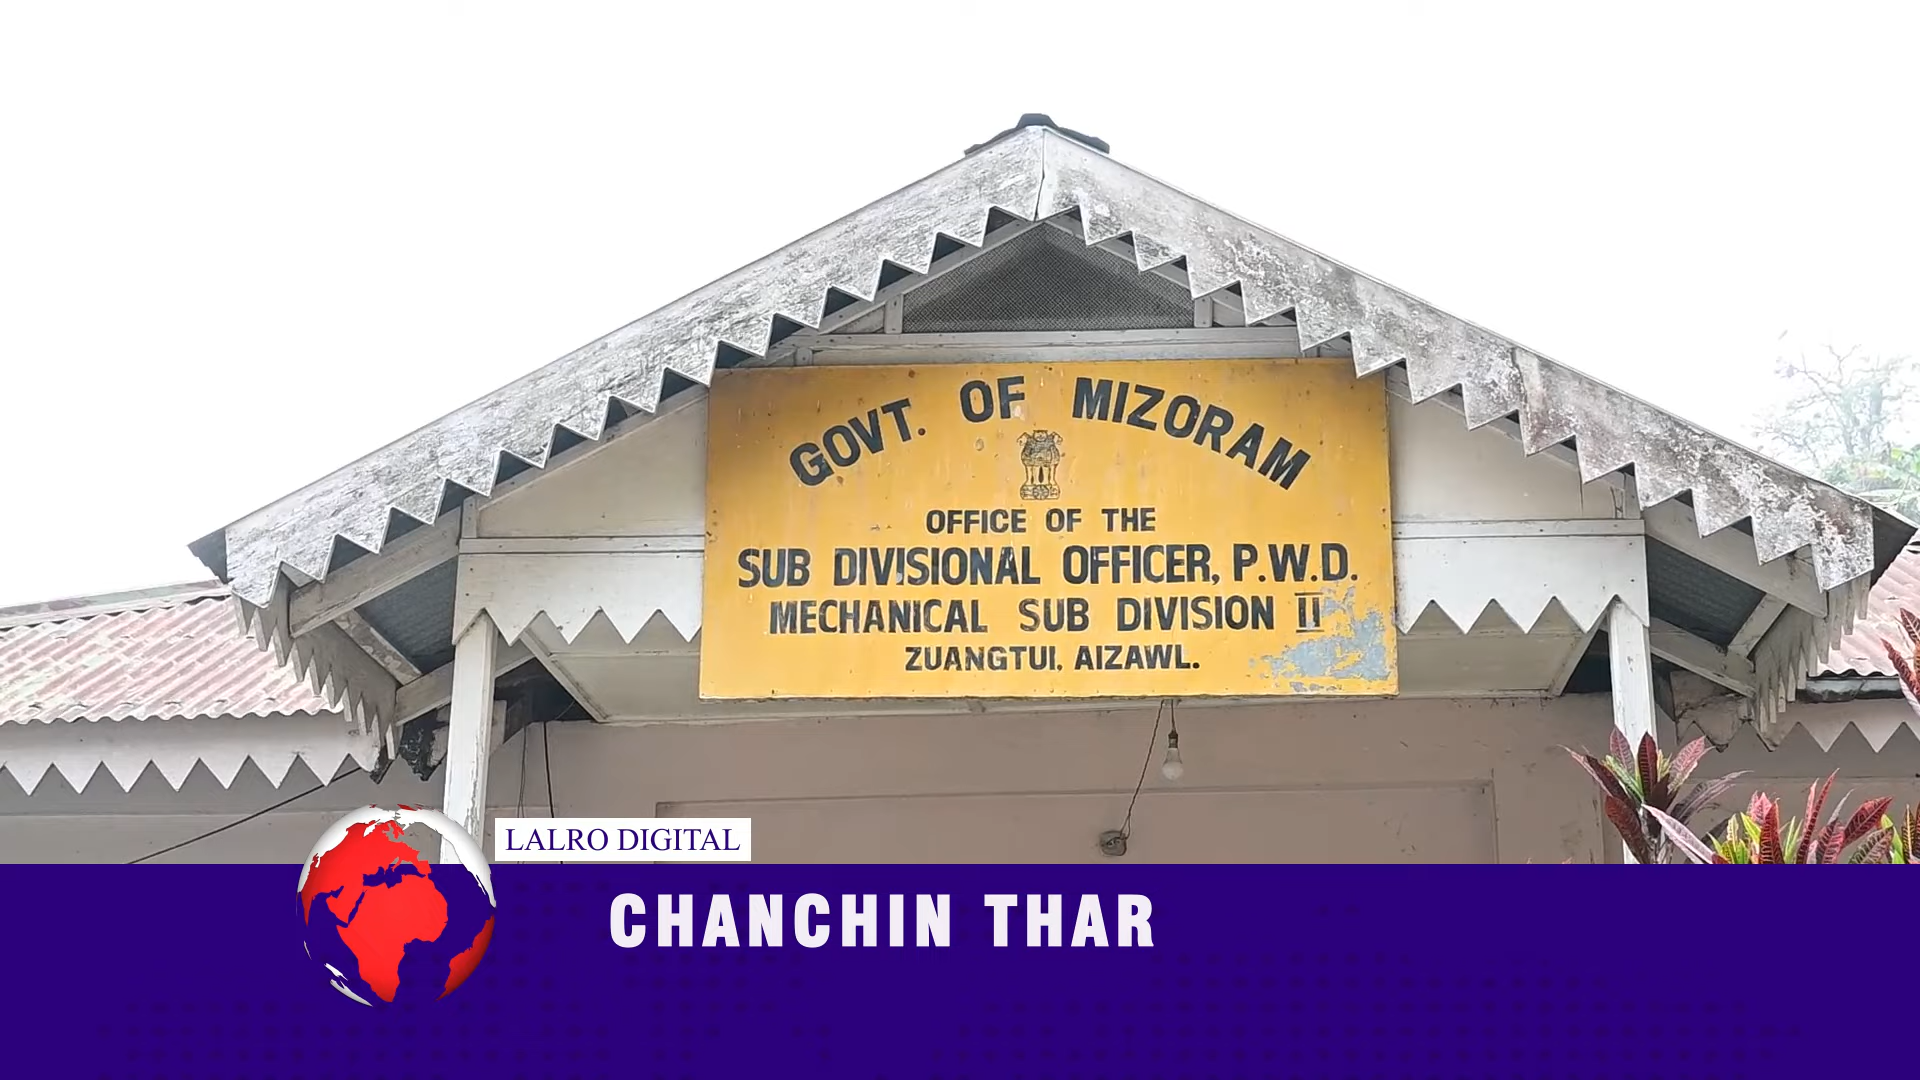 GOVT. OF MIZORAM
OFFICE OF THE
SUB DIVISIONAL OFFICER, P.W.D.
MECHANICAL SUB DIVISION II
ZUANGTUI, AIZAWL.
LALRO DIGITAL
CHANCHIN THAR